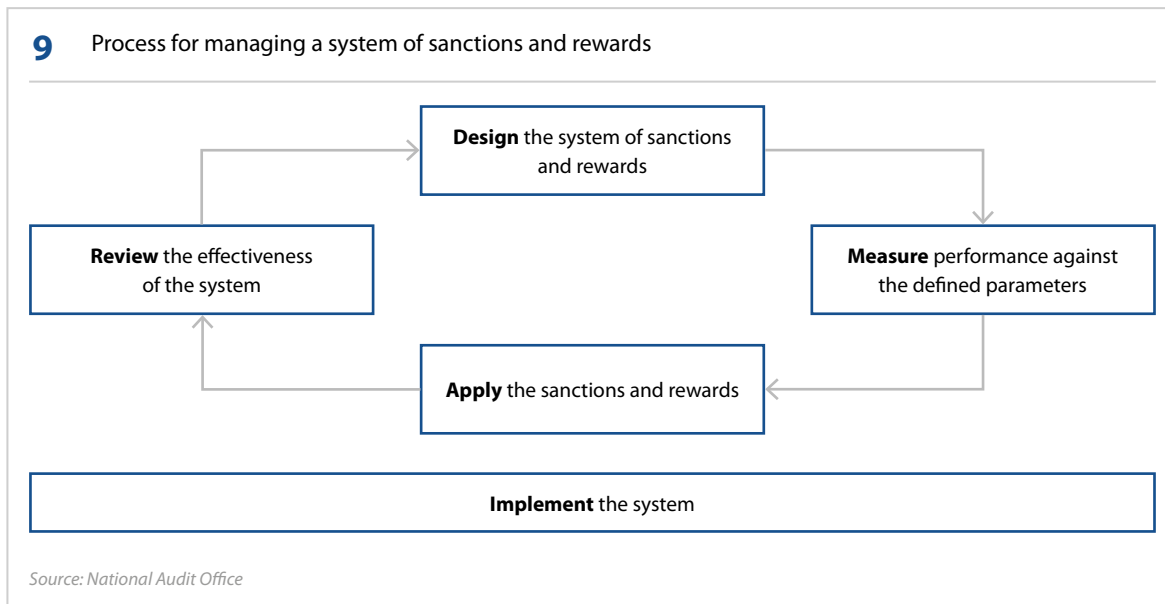 9 Process for managing a system of sanctions and rewards
Design the system of sanctions
and rewards
Review the effectiveness
of the system
Measure performance against
the defined parameters
Apply the sanctions and rewards
Implement the system
Source: National Audit Office